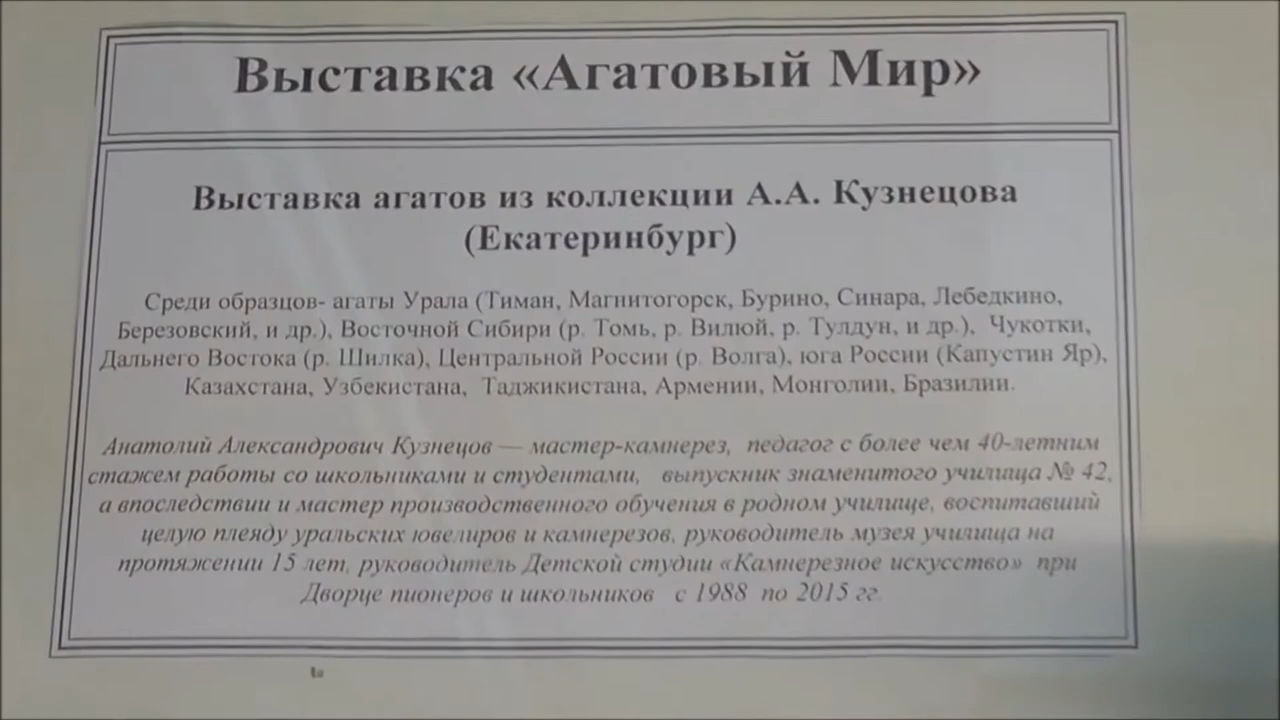 Выставка «Агатовый Мир»
Выставка агатов из коллекции А.А. Кузнецова
(Екатеринбург)
Среди образцов- агаты Урала (Тиман, Магнитогорск, Бурино, Синара, Лебедкино,
Березовский, и др.), Восточной Сибири (р. Томь, р. Вилюй, р. Тулдун, и др.), Чукотки,
Дальнего Востока (р. Шилка), Центральной России (р. Волга), юга России (Капустин Яр),
Казахстана, Узбекистана, Таджикистана, Армении, Монголии, Бразилии.
Анатолий Александрович Кузнецов — мастер-камнерез, педагог с более чем 40-летним
стажем работы со школьниками и студентами, выпускник знаменитого училища № 42,
а впоследствии и мастер производственного обучения в родном училище, воспитавший
целую плеяду уральских ювелиров и камнерезов, руководитель музея училища на
протяжении 15 лет, руководитель Детской студии «Камнерезное искусство» при
Дворце пионеров и школьников с 1988 по 2015 гг.